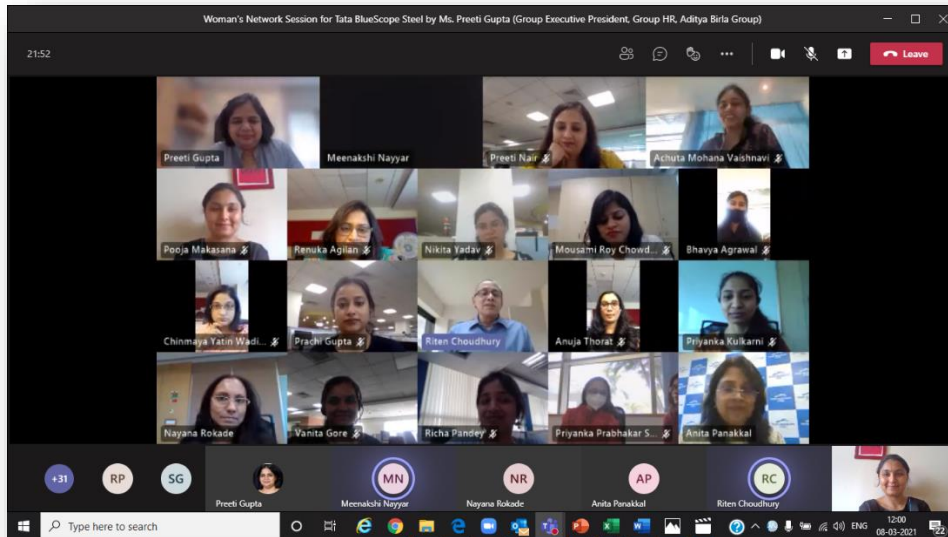 Woman's Network Session for Tata BlueScope Steel by Ms. Preeti Gupta (Group Executive President, Group HR, Aditya Birla Group)
21:52
Leave
Preeti Gupta
Meenakshi Nayyar
Preeti Nair
Achuta Mohana Vaishnavi
Pooja Makasana
Renuka Agilan
Nikita Yadav
Mousami Roy Chowd...
Bhavya Agrawal
Chinmaya Yatin Wadi...
Prachi Gupta
Riten Choudhury
Anuja Thorat
Priyanka Kulkarni
Nayana Rokade
Vanita Gore
Richa Pandey
Priyanka Prabhakar S...
Anita Panakkal
+31
RP
SG
MN
NR
AP
RC
Preeti Gupta
Meenakshi Nayyar
Nayana Rokade
Anita Panakkal
Riten Choudhury
Type here to search
ENG
12:00
08-03-2021
22